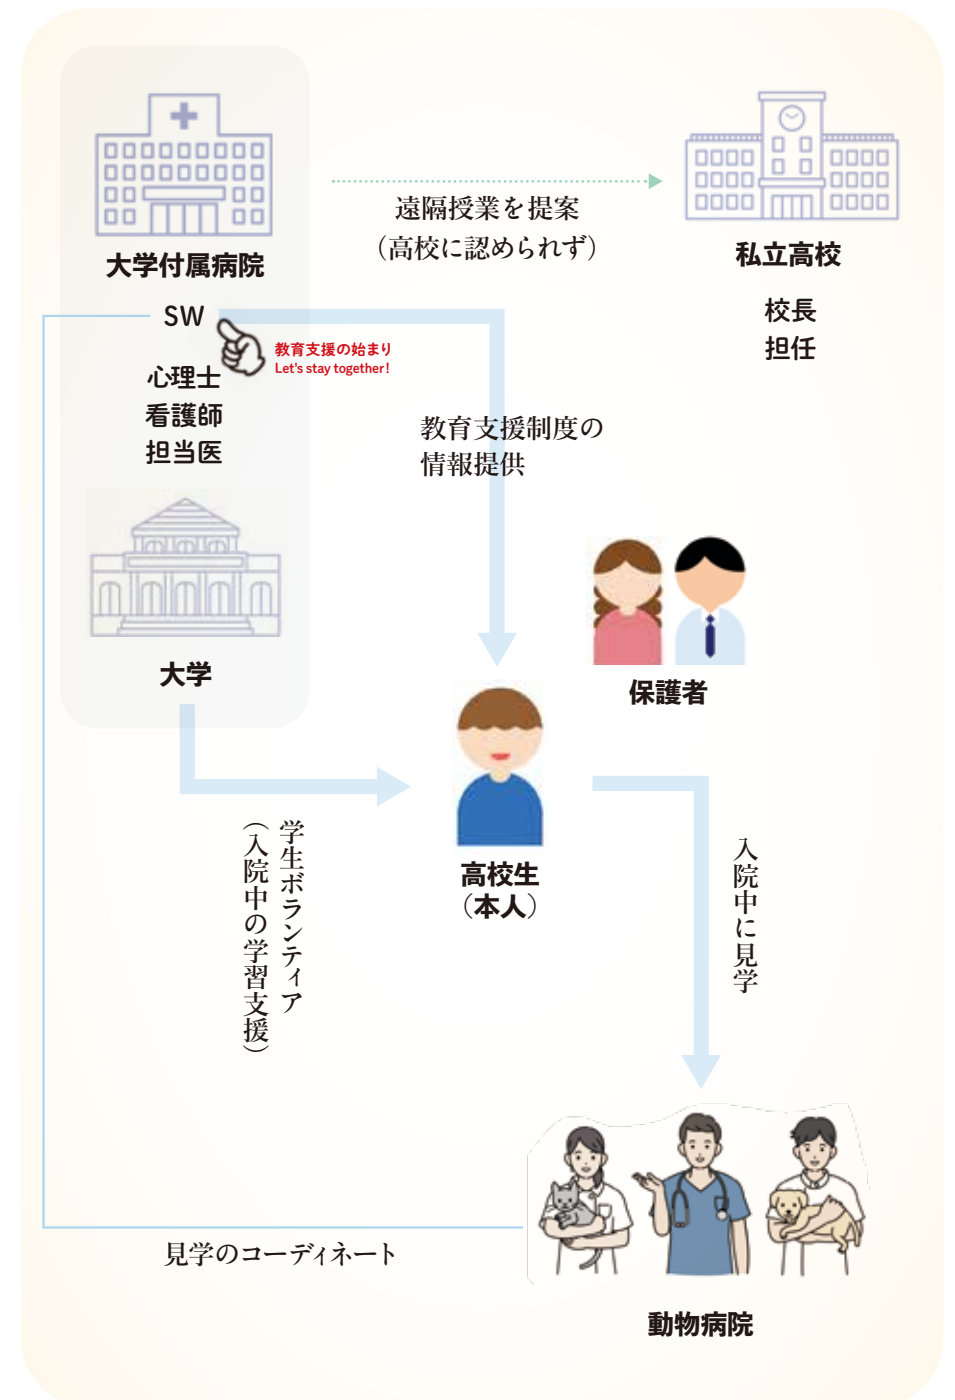 大学付属病院
SW
心理士
看護師
担当医
教育支援の始まり
Let's stay together!
遠隔授業を提案
（高校に認められず）
私立高校
校長
担任
教育支援制度の
情報提供
大学
保護者
高校生
（本人）
学生ボランティア
（入院中の学習支援）
入院中に見学
見学のコーディネート
動物病院